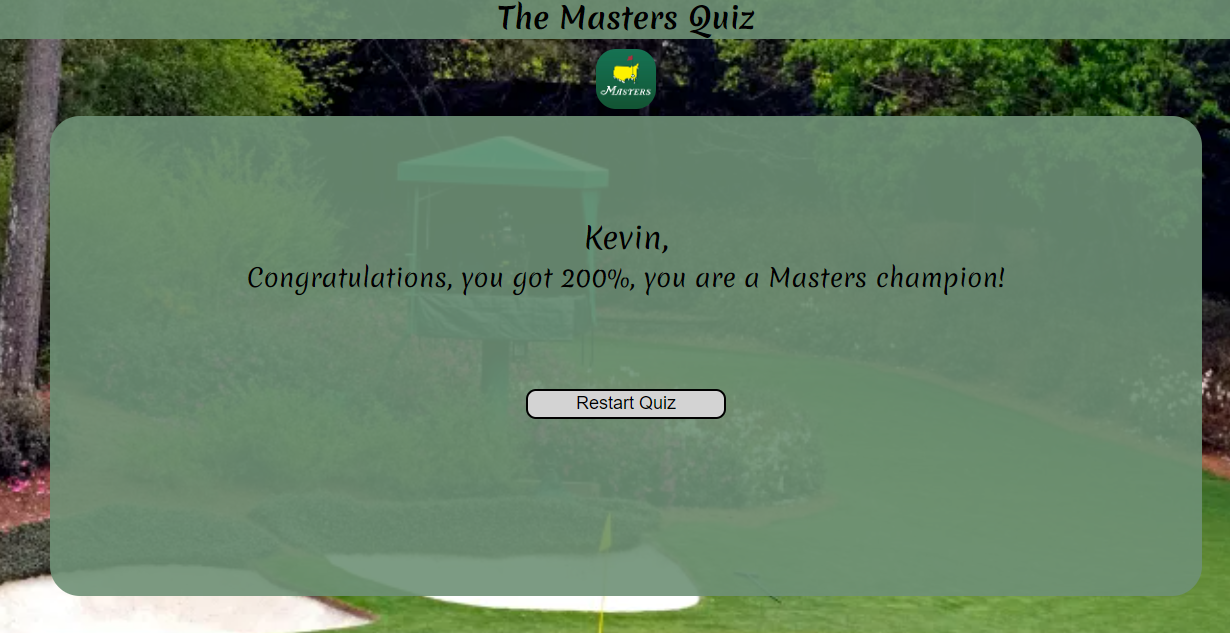 The Masters Quiz
MASTERS
Kevin,
Congratulations, you got 200%, you are a Masters champion!
Restart Quiz